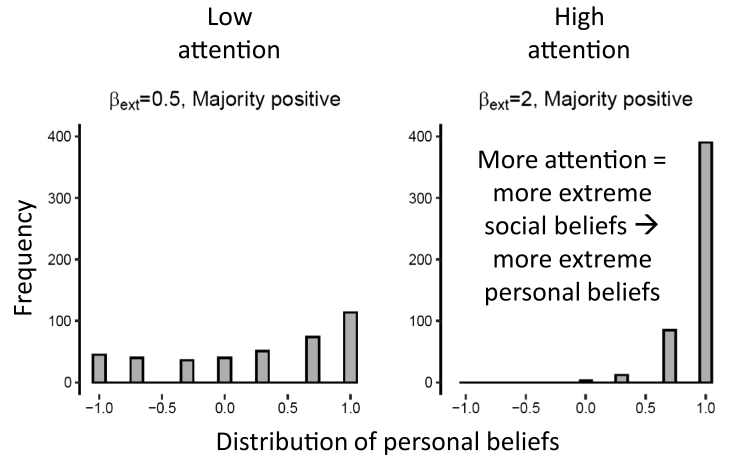 Low
attention
High
attention
βext=0.5, Majority positive
βext=2, Majority positive
400
300
200
100
0
Frequency
−1.0
−0.5
0.0
0.5
1.0
400
300
200
100
0
More attention =
more extreme
social beliefs →
more extreme
personal beliefs
−1.0
−0.5
0.0
0.5
1.0
Distribution of personal beliefs